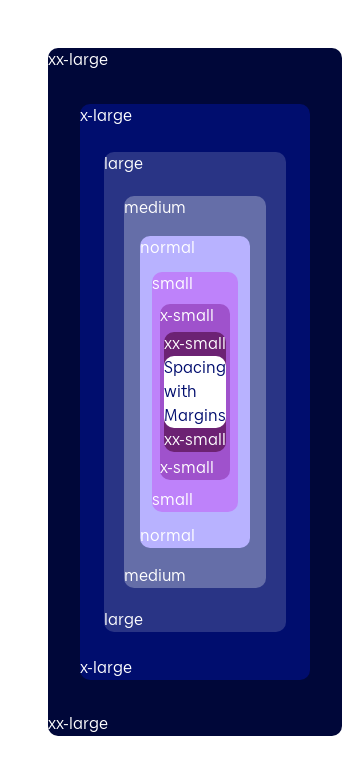 xx-large
x-large
large
medium
normal
small
x-small
xx-small
Spacing
with
Margins
xx-small
x-small
small
normal
medium
large
x-large
xx-large